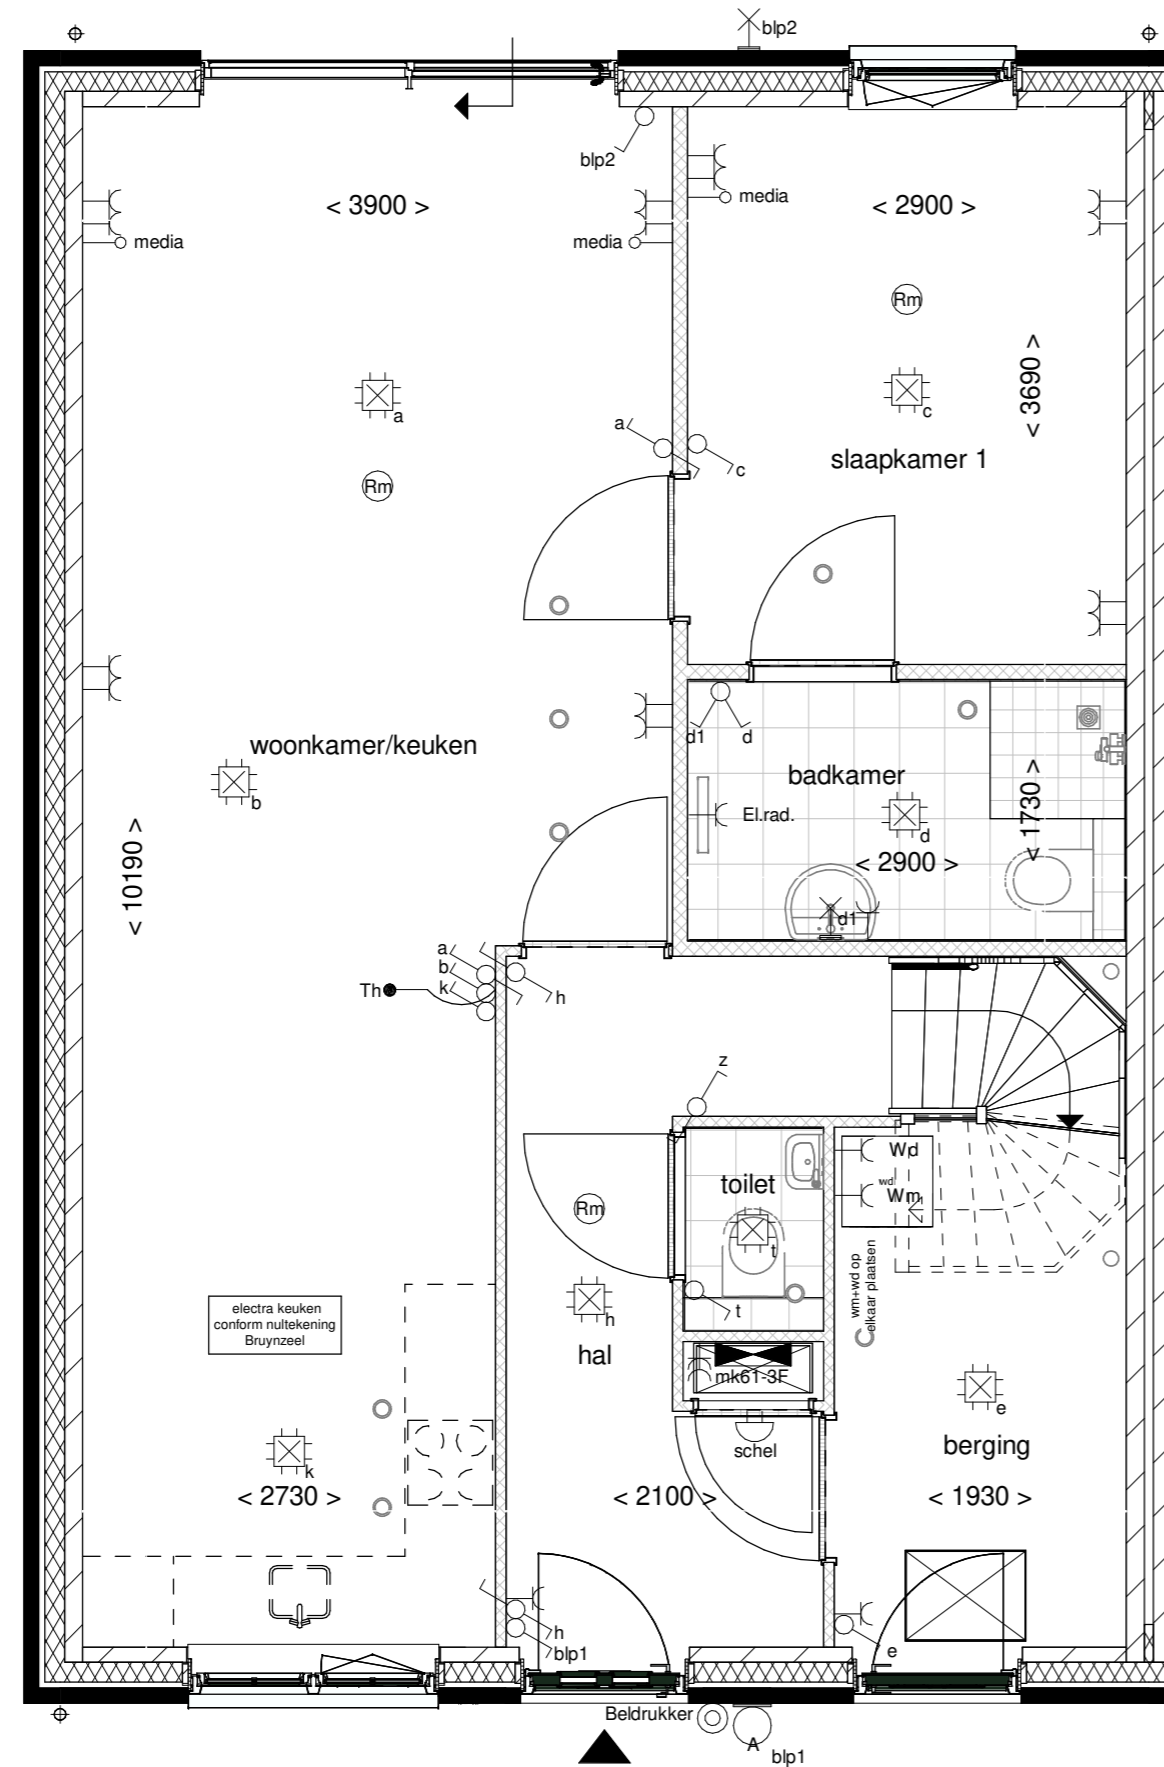 blp2
blp2
media
< 3900 >
< 2900 >
media
media
Rm
< 3690 >
a
c
a
slaapkamer 1
c
Rm
woonkamer/keuken
d1
d
badkamer
b
El.rad.
d
< 1730 >
< 10190 >
< 2900 >
d1
a
b
k
Th
h
z
Wd
toilet
wd
Wm
Rm
t
wm+wd op
elkaar plaatsen
electra keuken
conform nultekening
Bruynzeel
h
t
hal
mk61-3F
e
schel
berging
k
< 2730 >
< 2100 >
< 1930 >
h
blp1
e
Beldrukker
A
blp1